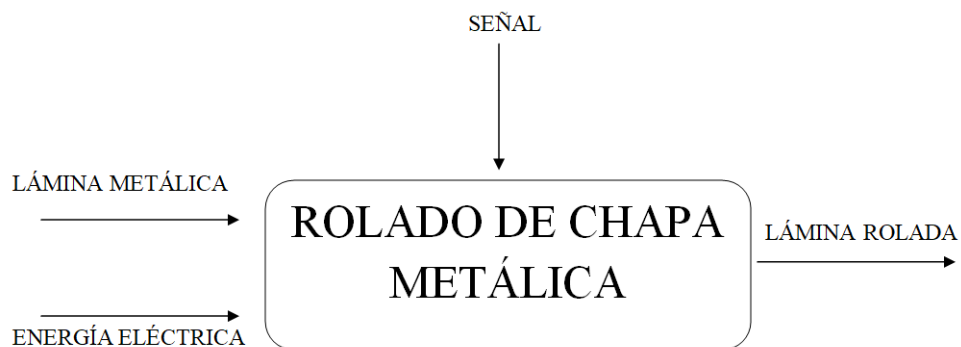 SEÑAL
LÁMINA METÁLICA
ROLADO DE CHAPA
METÁLICA
LÁMINA ROLADA
ENERGÍA ELÉCTRICA